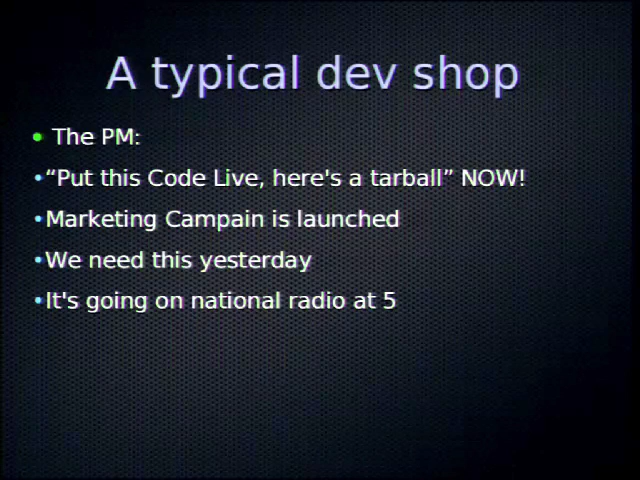 A typical dev shop
• The PM:
•“Put this Code Live, here's a tarball” NOW!
•Marketing Campain is launched
•We need this yesterday
•It's going on national radio at 5